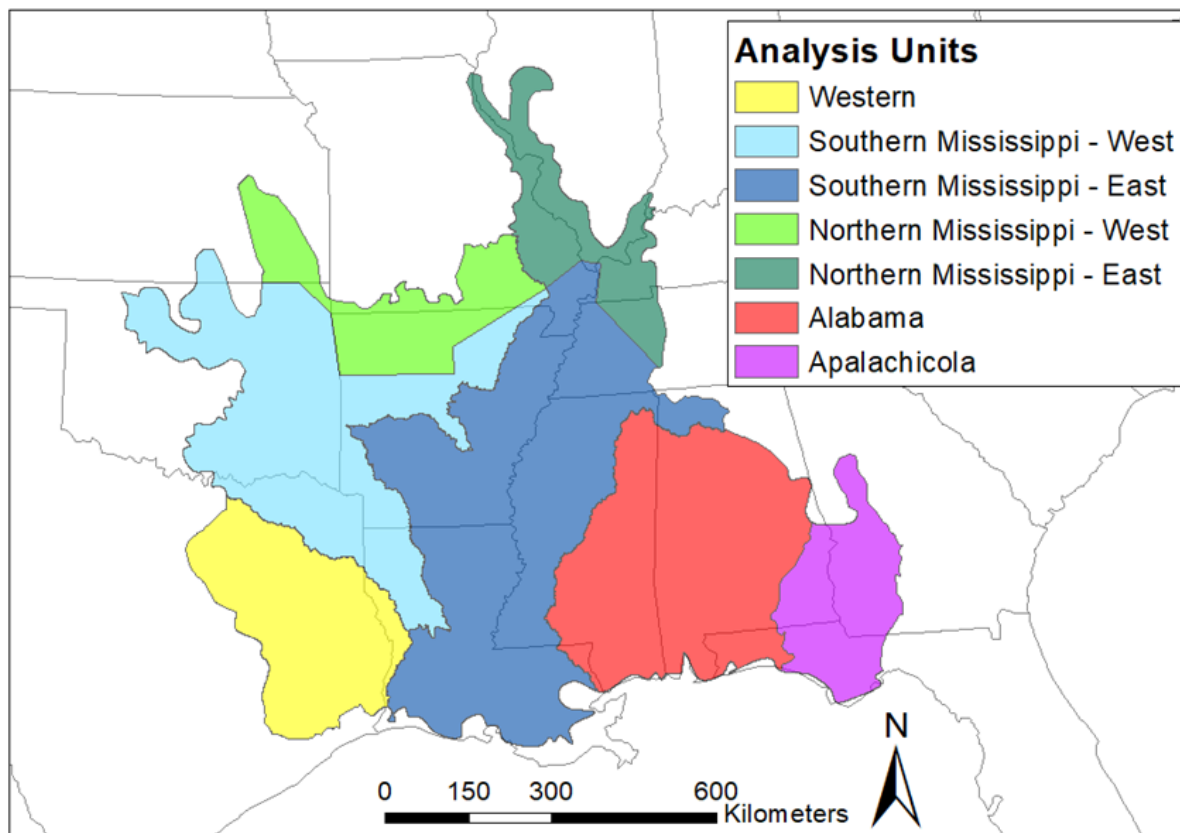 Analysis Units
Western
Southern Mississippi - West
Southern Mississippi - East
Northern Mississippi - West
Northern Mississippi - East
Alabama
Apalachicola
N
0 150 300 600
Kilometers